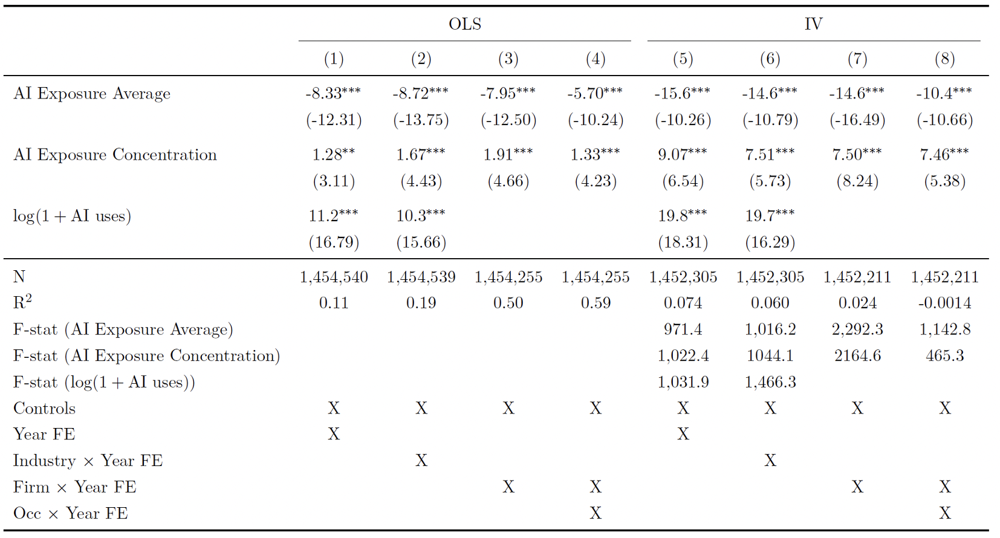 OLS IV
(1) (2) (3) (4) (5) (6) (7) (8)
AI Exposure Average -8.33*** -8.72*** -7.95*** -5.70*** -15.6*** -14.6*** -14.6*** -10.4***
(-12.31) (-13.75) (-12.50) (-10.24) (-10.26) (-10.79) (-16.49) (-10.66)
AI Exposure Concentration 1.28** 1.67*** 1.91*** 1.33*** 9.07*** 7.51*** 7.50*** 7.46***
(3.11) (4.43) (4.66) (4.23) (6.54) (5.73) (8.24) (5.38)
log(1 + AI uses) 11.2*** 10.3*** 19.8*** 19.7***
(16.79) (15.66) (18.31) (16.29)
N 1,454,540 1,454,539 1,454,255 1,454,255 1,452,305 1,452,305 1,452,211 1,452,211
R² 0.11 0.19 0.50 0.59 0.074 0.060 0.024 -0.0014
F-stat (AI Exposure Average) 971.4 1,016.2 2,292.3 1,142.8
F-stat (AI Exposure Concentration) 1,022.4 1044.1 2164.6 465.3
F-stat (log(1 + AI uses)) 1,031.9 1,466.3
Controls X X X X X X X X
Year FE X X
Industry × Year FE X X
Firm × Year FE X X X X
Occ × Year FE X X